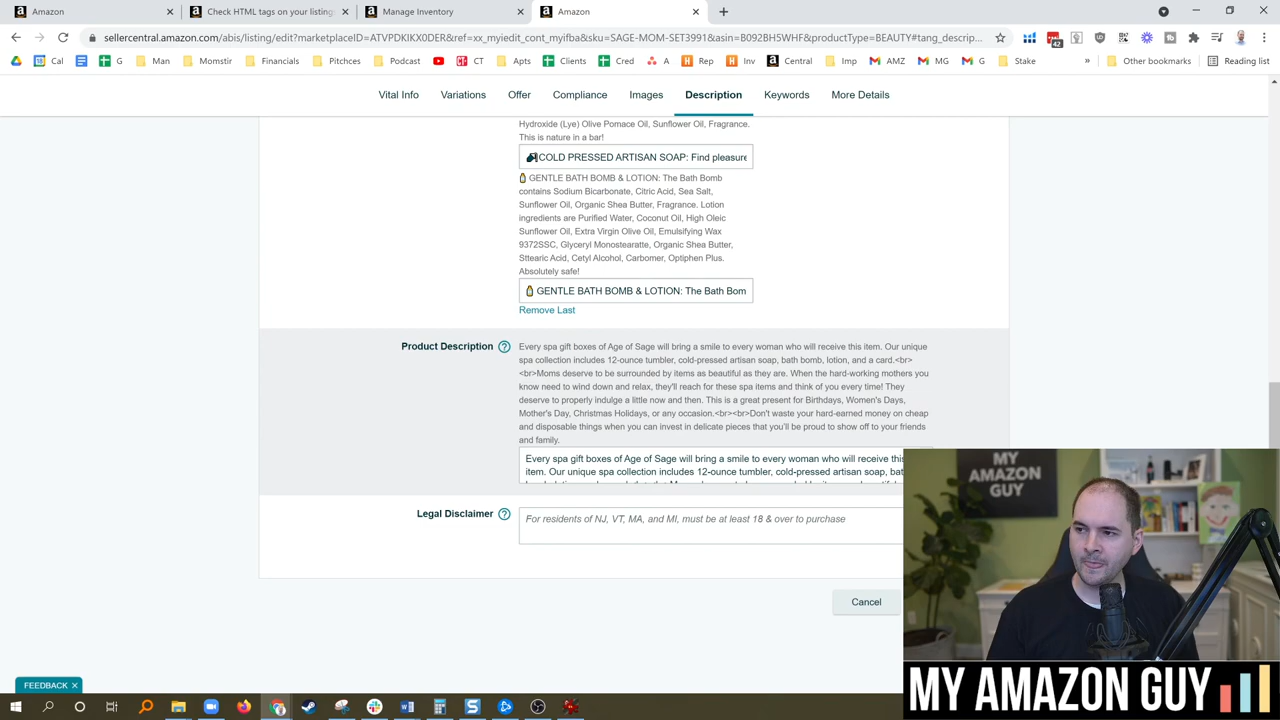 Amazon
Check HTML tags on your listing
Manage Inventory
Amazon
sellercentral.amazon.com/abis/listing/edit?marketplaceID=ATVPDKIKX0DER&ref=xx_myiedit_cont_myifba&sku=SAGE-MOM-SET3991&asin=B092BH5WHF&productType=BEAUTY#tang_descrip...
42
Cal
G
Man
Momstir
Financials
Pitchces
Podcast
CT
Apts
Clients
Cred
A
Rep
Inv
Central
Imp
AMZ
MG
G
Stake
»
Other bookmarks
Reading list
Vital Info
Variations
Offer
Compliance
Images
Description
Keywords
More Details
Hydroxide (Lye) Olive Pomace Oil, Sunflower Oil, Fragrance.
This is nature in a bar!
COLD PRESSED ARTISAN SOAP: Find pleasure
GENTLE BATH BOMB & LOTION: The Bath Bomb
contains Sodium Bicarbonate, Citric Acid, Sea Salt,
Sunflower Oil, Organic Shea Butter, Fragrance. Lotion
ingredients are Purified Water, Coconut Oil, High Oleic
Sunflower Oil, Extra Virgin Olive Oil, Emulsifying Wax
9372SSC, Glyceryl Monostearatte, Organic Shea Butter,
Sttearic Acid, Cetyl Alcohol, Carbomer, Optiphen Plus.
Absolutely safe!
GENTLE BATH BOMB & LOTION: The Bath Bom
Remove Last
Product Description
Every spa gift boxes of Age of Sage will bring a smile to every woman who will receive this item. Our unique
spa collection includes 12-ounce tumbler, cold-pressed artisan soap, bath bomb, lotion, and a card.<br>
<br>Moms deserve to be surrounded by items as beautiful as they are. When the hard-working mothers you
know need to wind down and relax, they'll reach for these spa items and think of you every time! They
deserve to properly indulge a little now and then. This is a great present for Birthdays, Women's Days,
Mother's Day, Christmas Holidays, or any occasion.<br><br>Don't waste your hard-earned money on cheap
and disposable things when you can invest in delicate pieces that you'll be proud to show off to your friends
and family.
Every spa gift boxes of Age of Sage will bring a smile to every woman who will receive this
item. Our unique spa collection includes 12-ounce tumbler, cold-pressed artisan soap, bat
Legal Disclaimer
For residents of NJ, VT, MA, and MI, must be at least 18 & over to purchase
Cancel
FEEDBACK ×
MY
AMAZON
GUY
MY AMAZON GUY